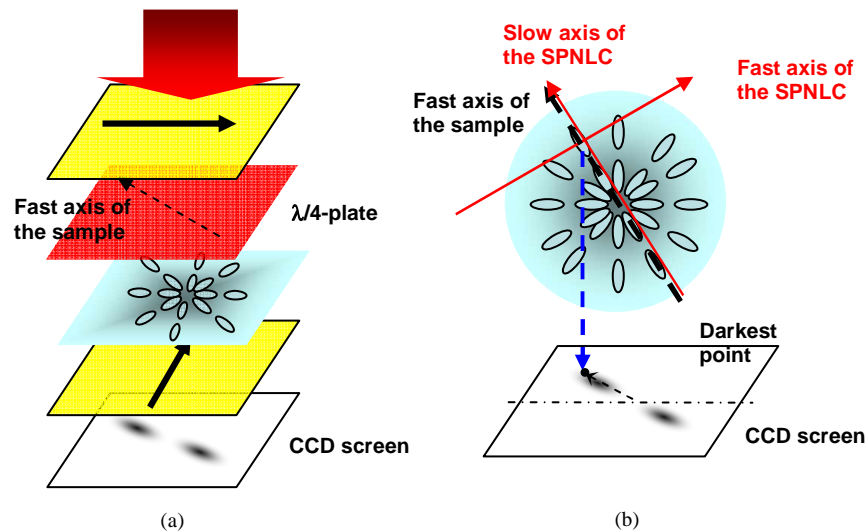 Fast axis of
the sample
λ/4-plate
CCD screen
(a)
Slow axis of
the SPNLC
Fast axis of
the SPNLC
Fast axis of
the sample
Darkest
point
CCD screen
(b)